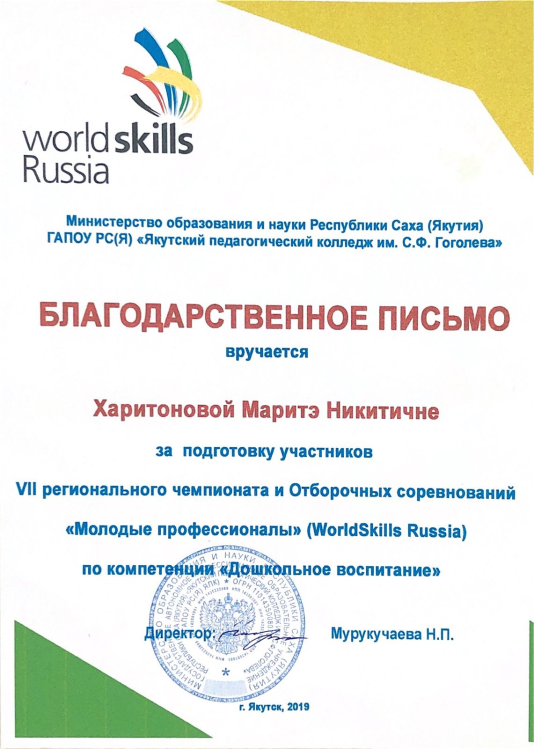 world skills
Russia
Министерство образования и науки Республики Саха (Якутия)
ГАПОУ РС(Я) «Якутский педагогический колледж им. С.Ф. Гоголева»
БЛАГОДАРСТВЕННОЕ ПИСЬМО
вручается
Харитоновой Маритэ Никитичне
за подготовку участников
VII регионального чемпионата и Отборочных соревнований
«Молодые профессионалы» (WorldSkills Russia)
по компетенции «Дошкольное воспитание»
Директор: Мурукучаева Н.П.
г. Якутск, 2019